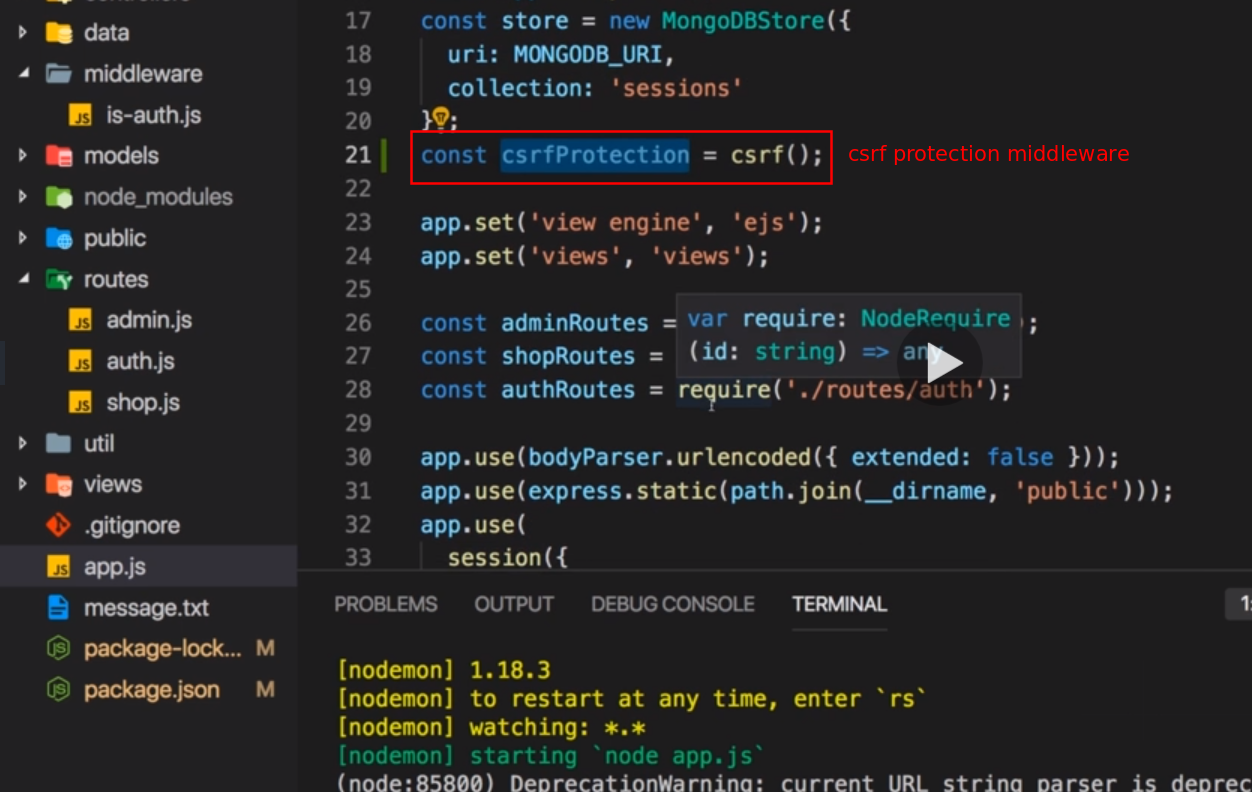 data
middleware
is-auth.js
models
node_modules
public
routes
admin.js
auth.js
shop.js
util
views
.gitignore
app.js
message.txt
package-lock... M
package.json M
17 const store = new MongoDBStore({
18 uri: MONGODB_URI,
19 collection: 'sessions'
20 } ;
21 const csrfProtection = csrf();
csrf protection middleware
22
23 app.set('view engine', 'ejs');
24 app.set('views', 'views');
25
26 const adminRoutes = );
27 const shopRoutes =
var require: NodeRequire
(id: string) => any
28 const authRoutes = require('./routes/auth');
29
30 app.use(bodyParser.urlencoded({ extended: false }));
31 app.use(express.static(path.join(__dirname, 'public')));
32 app.use(
33 session({
PROBLEMS OUTPUT DEBUG CONSOLE TERMINAL 1:
[nodemon] 1.18.3
[nodemon] to restart at any time, enter `rs`
[nodemon] watching: *.*
[nodemon] starting `node app.js`
(node:85800) DeprecationWarning: current URL string parser is deprec